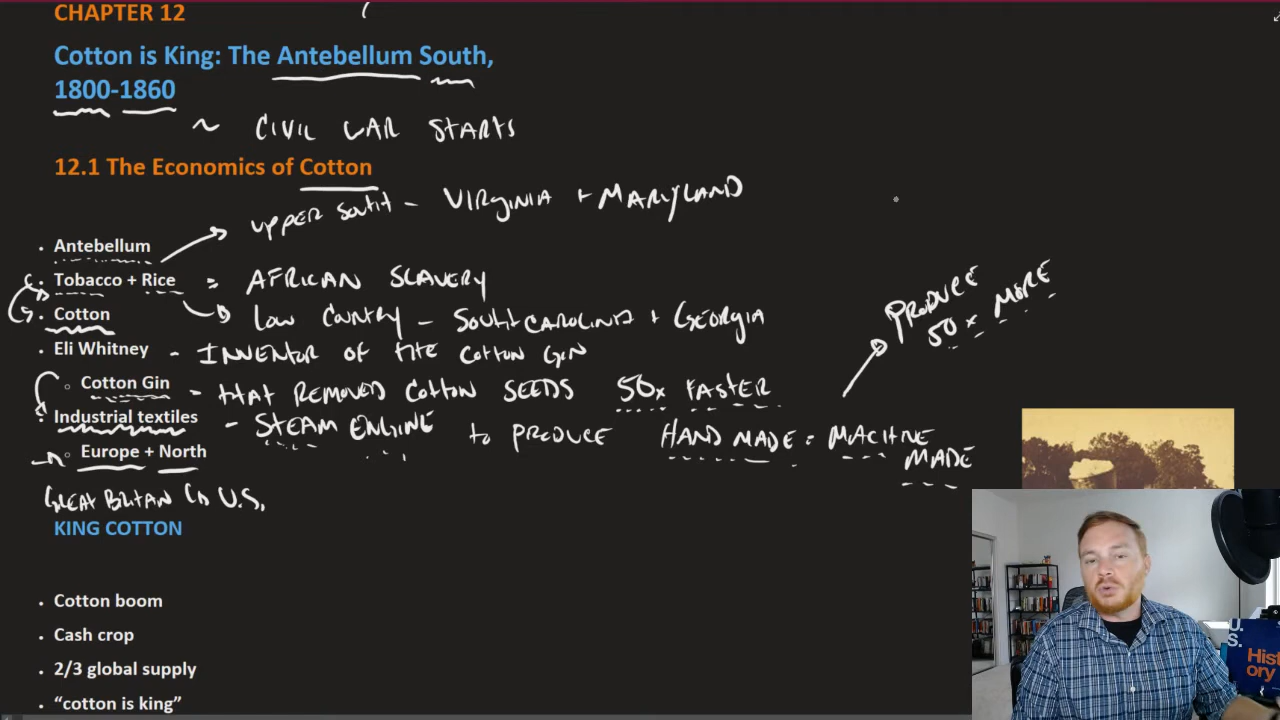 CHAPTER 12
Cotton is King: The Antebellum South,
1800-1860
~ CIVIL WAR STARTS
12.1 The Economics of Cotton
UPPER SOUTH - VIRGINIA + MARYLAND
Antebellum
Tobacco + Rice = AFRICAN SLAVERY
Cotton LOW COUNTRY - SOUTH CAROLINA + GEORGIA
Eli Whitney - INVENTOR OF THE COTTON GIN
Cotton Gin - THAT REMOVED COTTON SEEDS 50x FASTER
PRODUCE
50x MORE
Industrial textiles - STEAM ENGINE to PRODUCE HAND MADE : MACHINE
MADE
Europe + North
GREAT BRITAN U.S.
KING COTTON
Cotton boom
Cash crop
2/3 global supply
"cotton is king"
U.S.
History